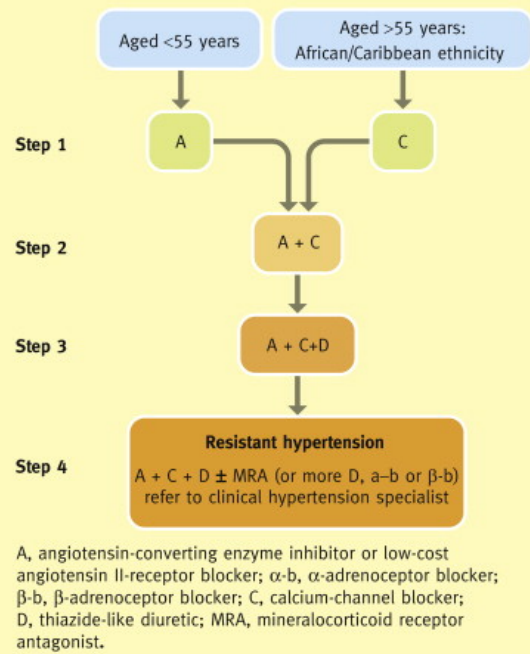 Aged <55 years
Aged >55 years:
African/Caribbean ethnicity
Step 1
A
C
Step 2
A + C
Step 3
A + C+D
Step 4
Resistant hypertension
A + C + D ± MRA (or more D, a–b or β-b)
refer to clinical hypertension specialist
A, angiotensin-converting enzyme inhibitor or low-cost
angiotensin II-receptor blocker; α-b, α-adrenoceptor blocker;
β-b, β-adrenoceptor blocker; C, calcium-channel blocker;
D, thiazide-like diuretic; MRA, mineralocorticoid receptor
antagonist.